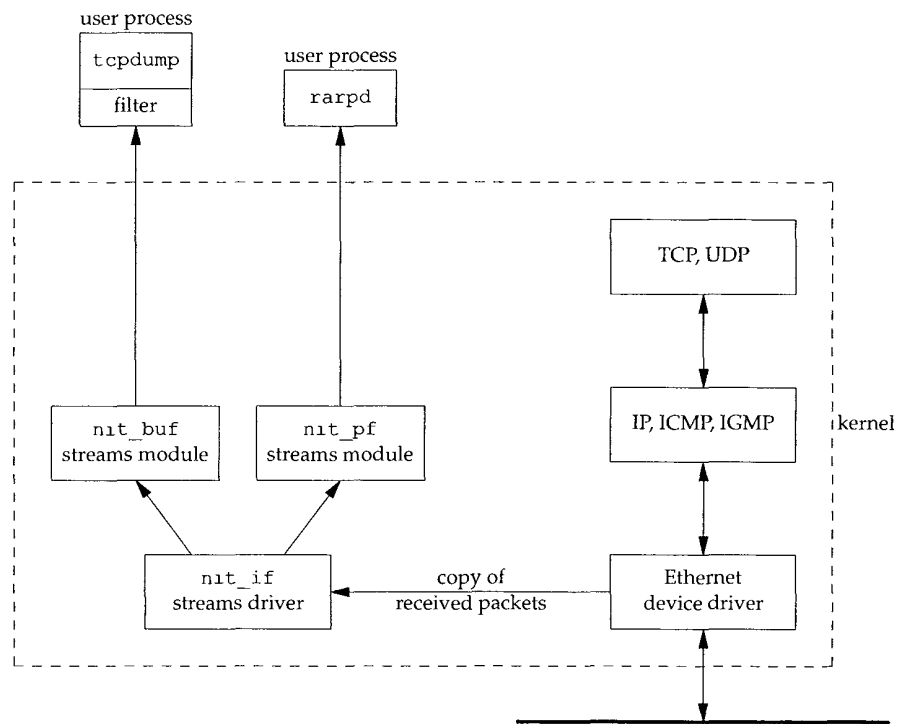 user process
tcpdump
filter
user process
rarpd
TCP, UDP
nit_buf
streams module
nit_pf
streams module
IP, ICMP, IGMP
kernel
nit_if
streams driver
copy of
received packets
Ethernet
device driver